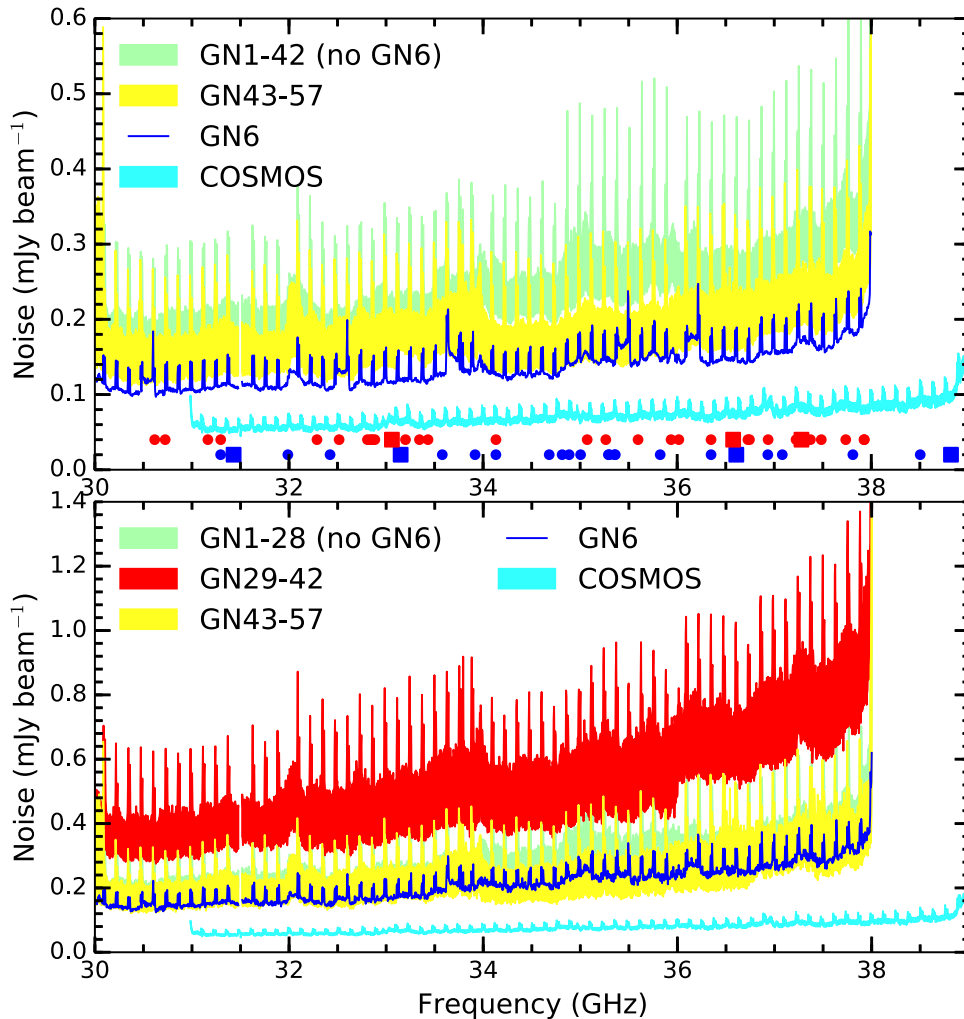 0.6
0.5
0.4
0.3
0.2
0.1
0.0
Noise (mJy beam⁻¹)
GN1-42 (no GN6)
GN43-57
GN6
COSMOS
30 32 34 36 38
1.4
1.2
1.0
0.8
0.6
0.4
0.2
0.0
Noise (mJy beam⁻¹)
GN1-28 (no GN6)
GN29-42
GN43-57
GN6
COSMOS
30 32 34 36 38
Frequency (GHz)